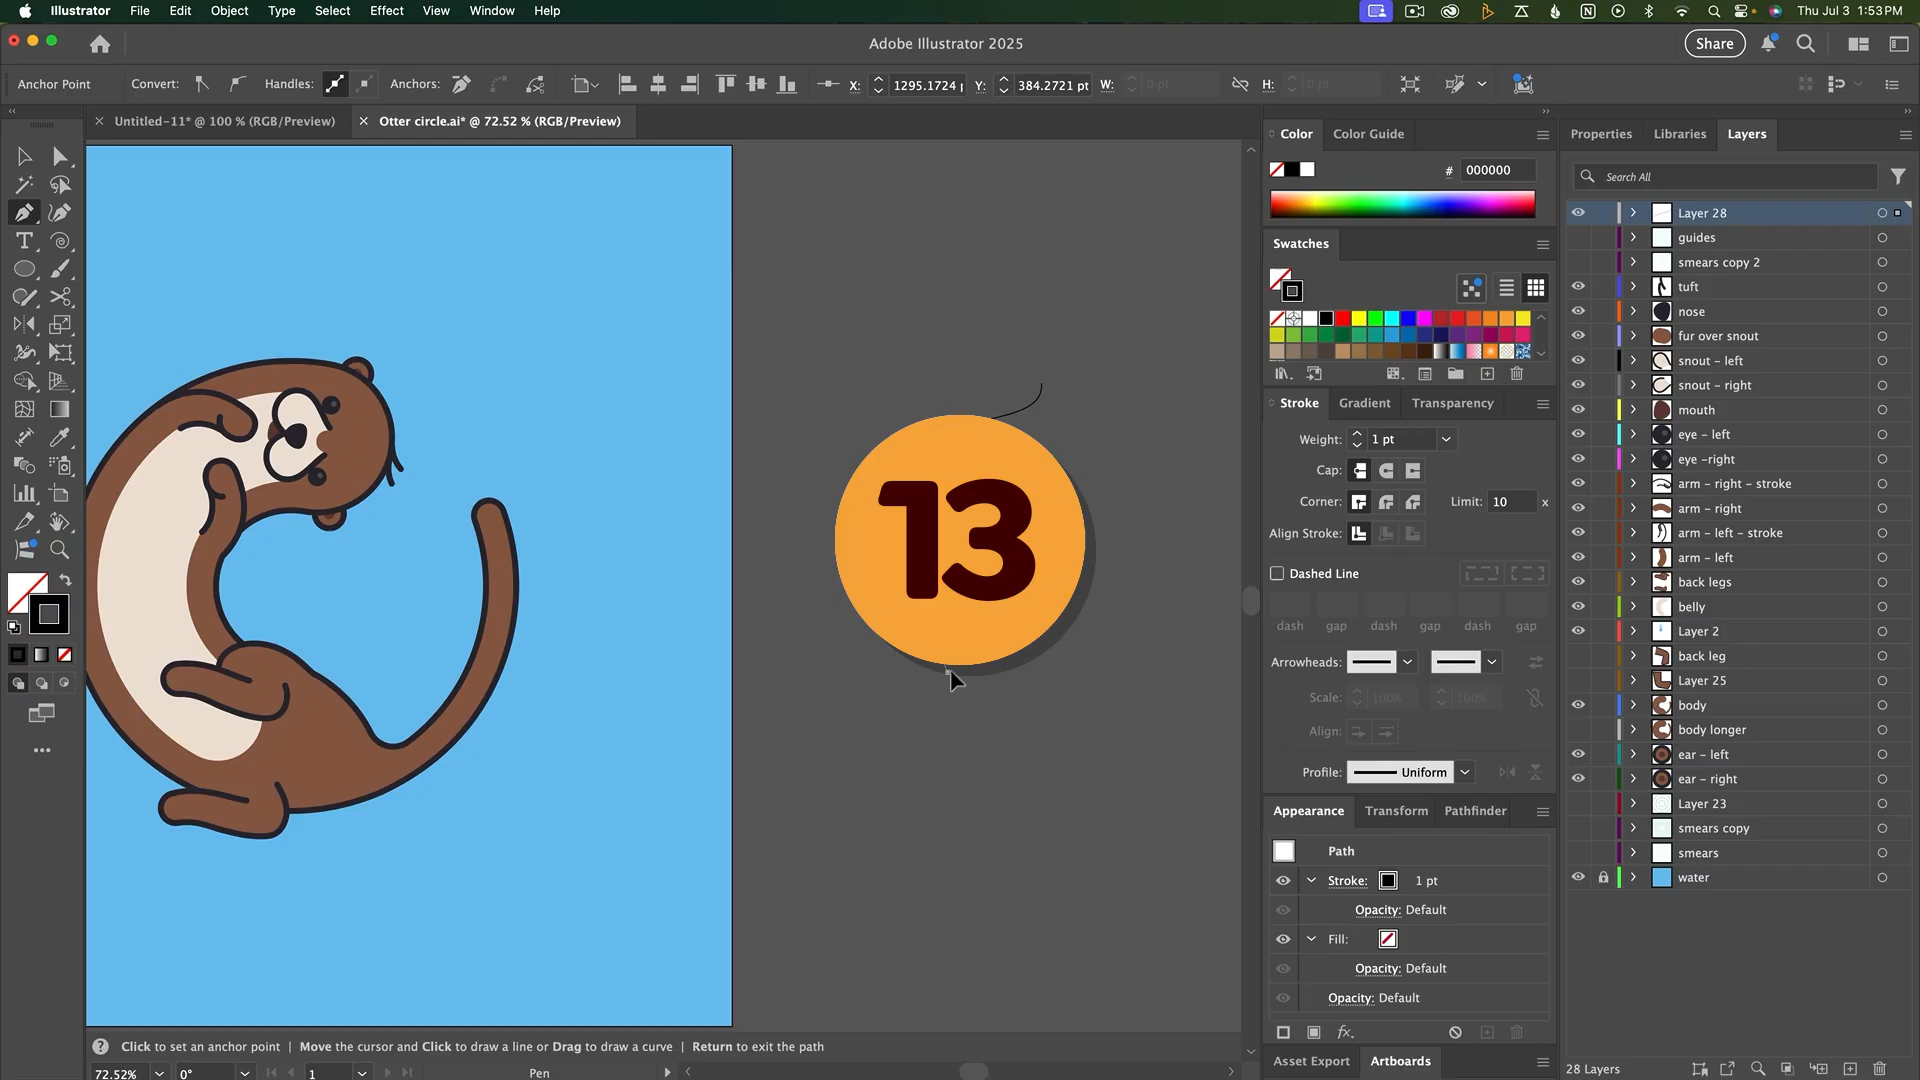 Illustrator File Edit Object Type Select Effect View Window Help Thu Jul 3 1:53 PM
Adobe Illustrator 2025
Share
Anchor Point Convert: Handles: Anchors: X: 1295.1724 Y: 384.2721 pt W: 0 pt H: 0 pt
Untitled-11* @ 100 % (RGB/Preview)
Otter circle.ai* @ 72.52 % (RGB/Preview)
13
Color Color Guide
# 000000
Swatches
Stroke Gradient Transparency
Weight: 1 pt
Cap:
Corner: Limit: 10 x
Align Stroke:
Dashed Line
dash gap dash gap dash gap
Arrowheads:
Scale: 100% 100%
Align:
Profile: Uniform
Appearance Transform Pathfinder
Path
Stroke: 1 pt
Opacity: Default
Fill:
Opacity: Default
Opacity: Default
fx
Asset Export Artboards
Properties Libraries Layers
Search All
Layer 28
guides
smears copy 2
tuft
nose
fur over snout
snout - left
snout - right
mouth
eye - left
eye -right
arm - right - stroke
arm - right
arm - left - stroke
arm - left
back legs
belly
Layer 2
back leg
Layer 25
body
body longer
ear - left
ear - right
Layer 23
smears copy
smears
water
28 Layers
Click to set an anchor point | Move the cursor and Click to draw a line or Drag to draw a curve | Return to exit the path
72.52% 0° 1 Pen